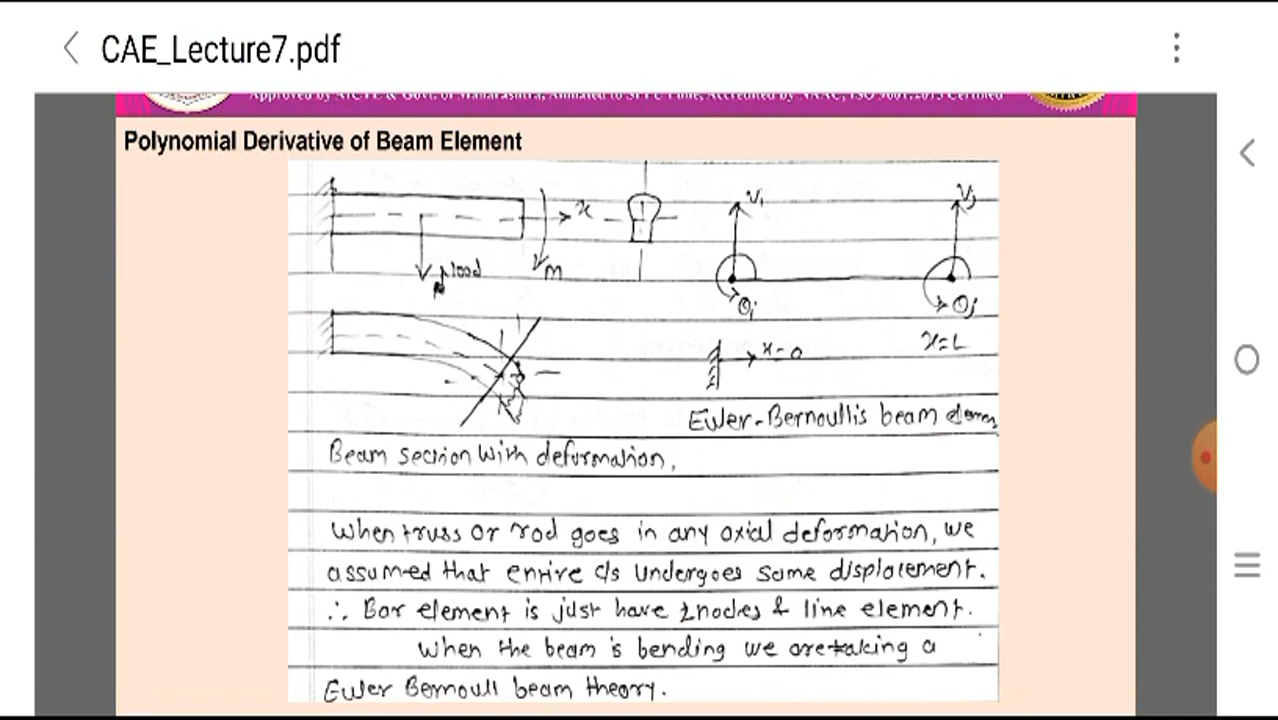 CAE_Lecture7.pdf
Polynomial Derivative of Beam Element
x
Vi
Vj
load
m
θi
θj
x=0
x=L
Euler-Bernoulli's beam
Beam section with deformation,
When truss or rod goes in any axial deformation, we
assumed that entire c/s undergoes same displacement.
∴ Bar element is just have 2nodes & line element.
When the beam is bending we are taking a
Euler Bernoull beam theory.